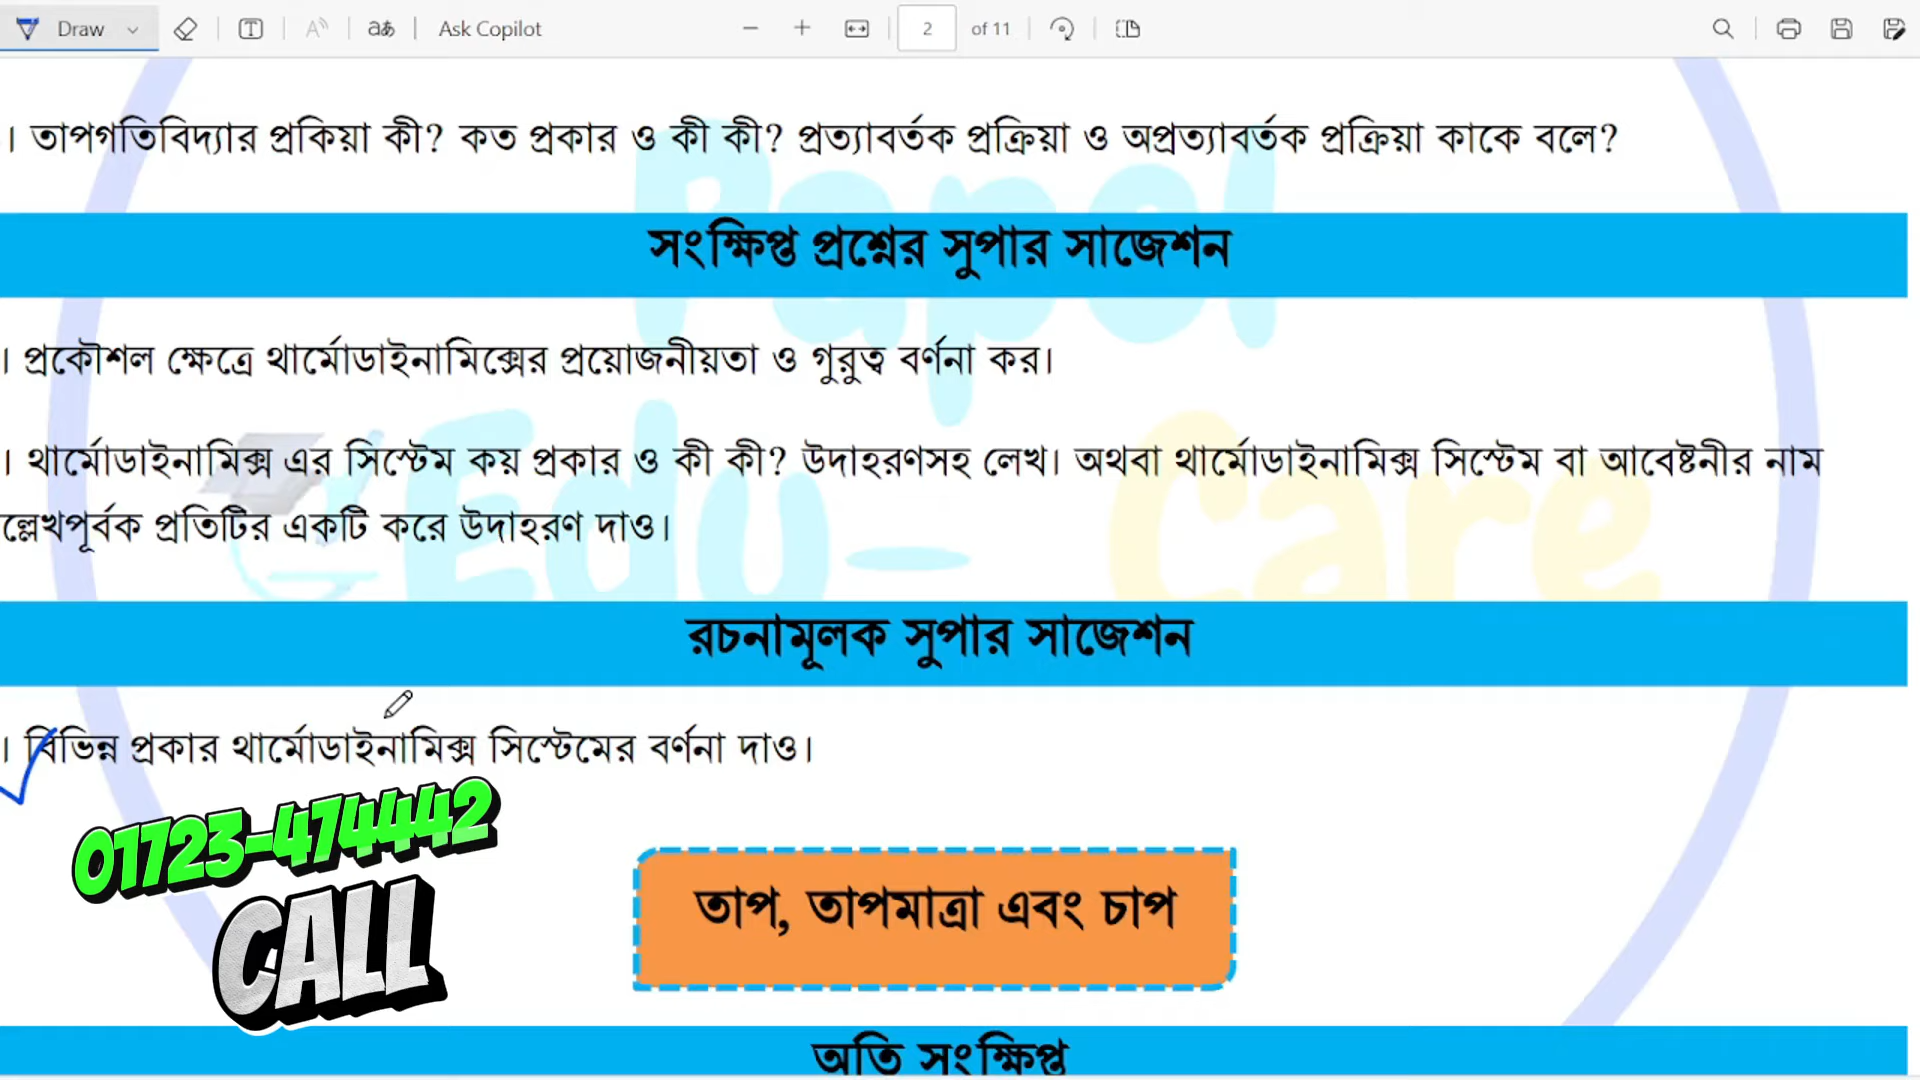 Draw
Ask Copilot
2 of 11
। তাপগতিবিদ্যার প্রকিয়া কী? কত প্রকার ও কী কী? প্রত্যাবর্তক প্রক্রিয়া ও অপ্রত্যাবর্তক প্রক্রিয়া কাকে বলে?
সংক্ষিপ্ত প্রশ্নের সুপার সাজেশন
। প্রকৌশল ক্ষেত্রে থার্মোডাইনামিক্সের প্রয়োজনীয়তা ও গুরুত্ব বর্ণনা কর।
। থার্মোডাইনামিক্স এর সিস্টেম কয় প্রকার ও কী কী? উদাহরণসহ লেখ। অথবা থার্মোডাইনামিক্স সিস্টেম বা আবেষ্টনীর নাম
ল্লেখপূর্বক প্রতিটির একটি করে উদাহরণ দাও।
রচনামূলক সুপার সাজেশন
। বিভিন্ন প্রকার থার্মোডাইনামিক্স সিস্টেমের বর্ণনা দাও।
01723-474442
CALL
তাপ, তাপমাত্রা এবং চাপ
অতি সংক্ষিপ্ত
Papel
Edu- Care